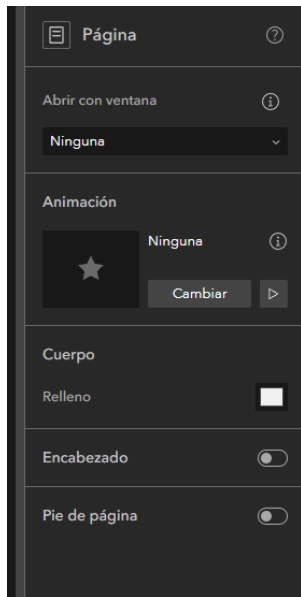 Página
Abrir con ventana
Ninguna
Animación
Ninguna
Cambiar
Cuerpo
Relleno
Encabezado
Pie de página